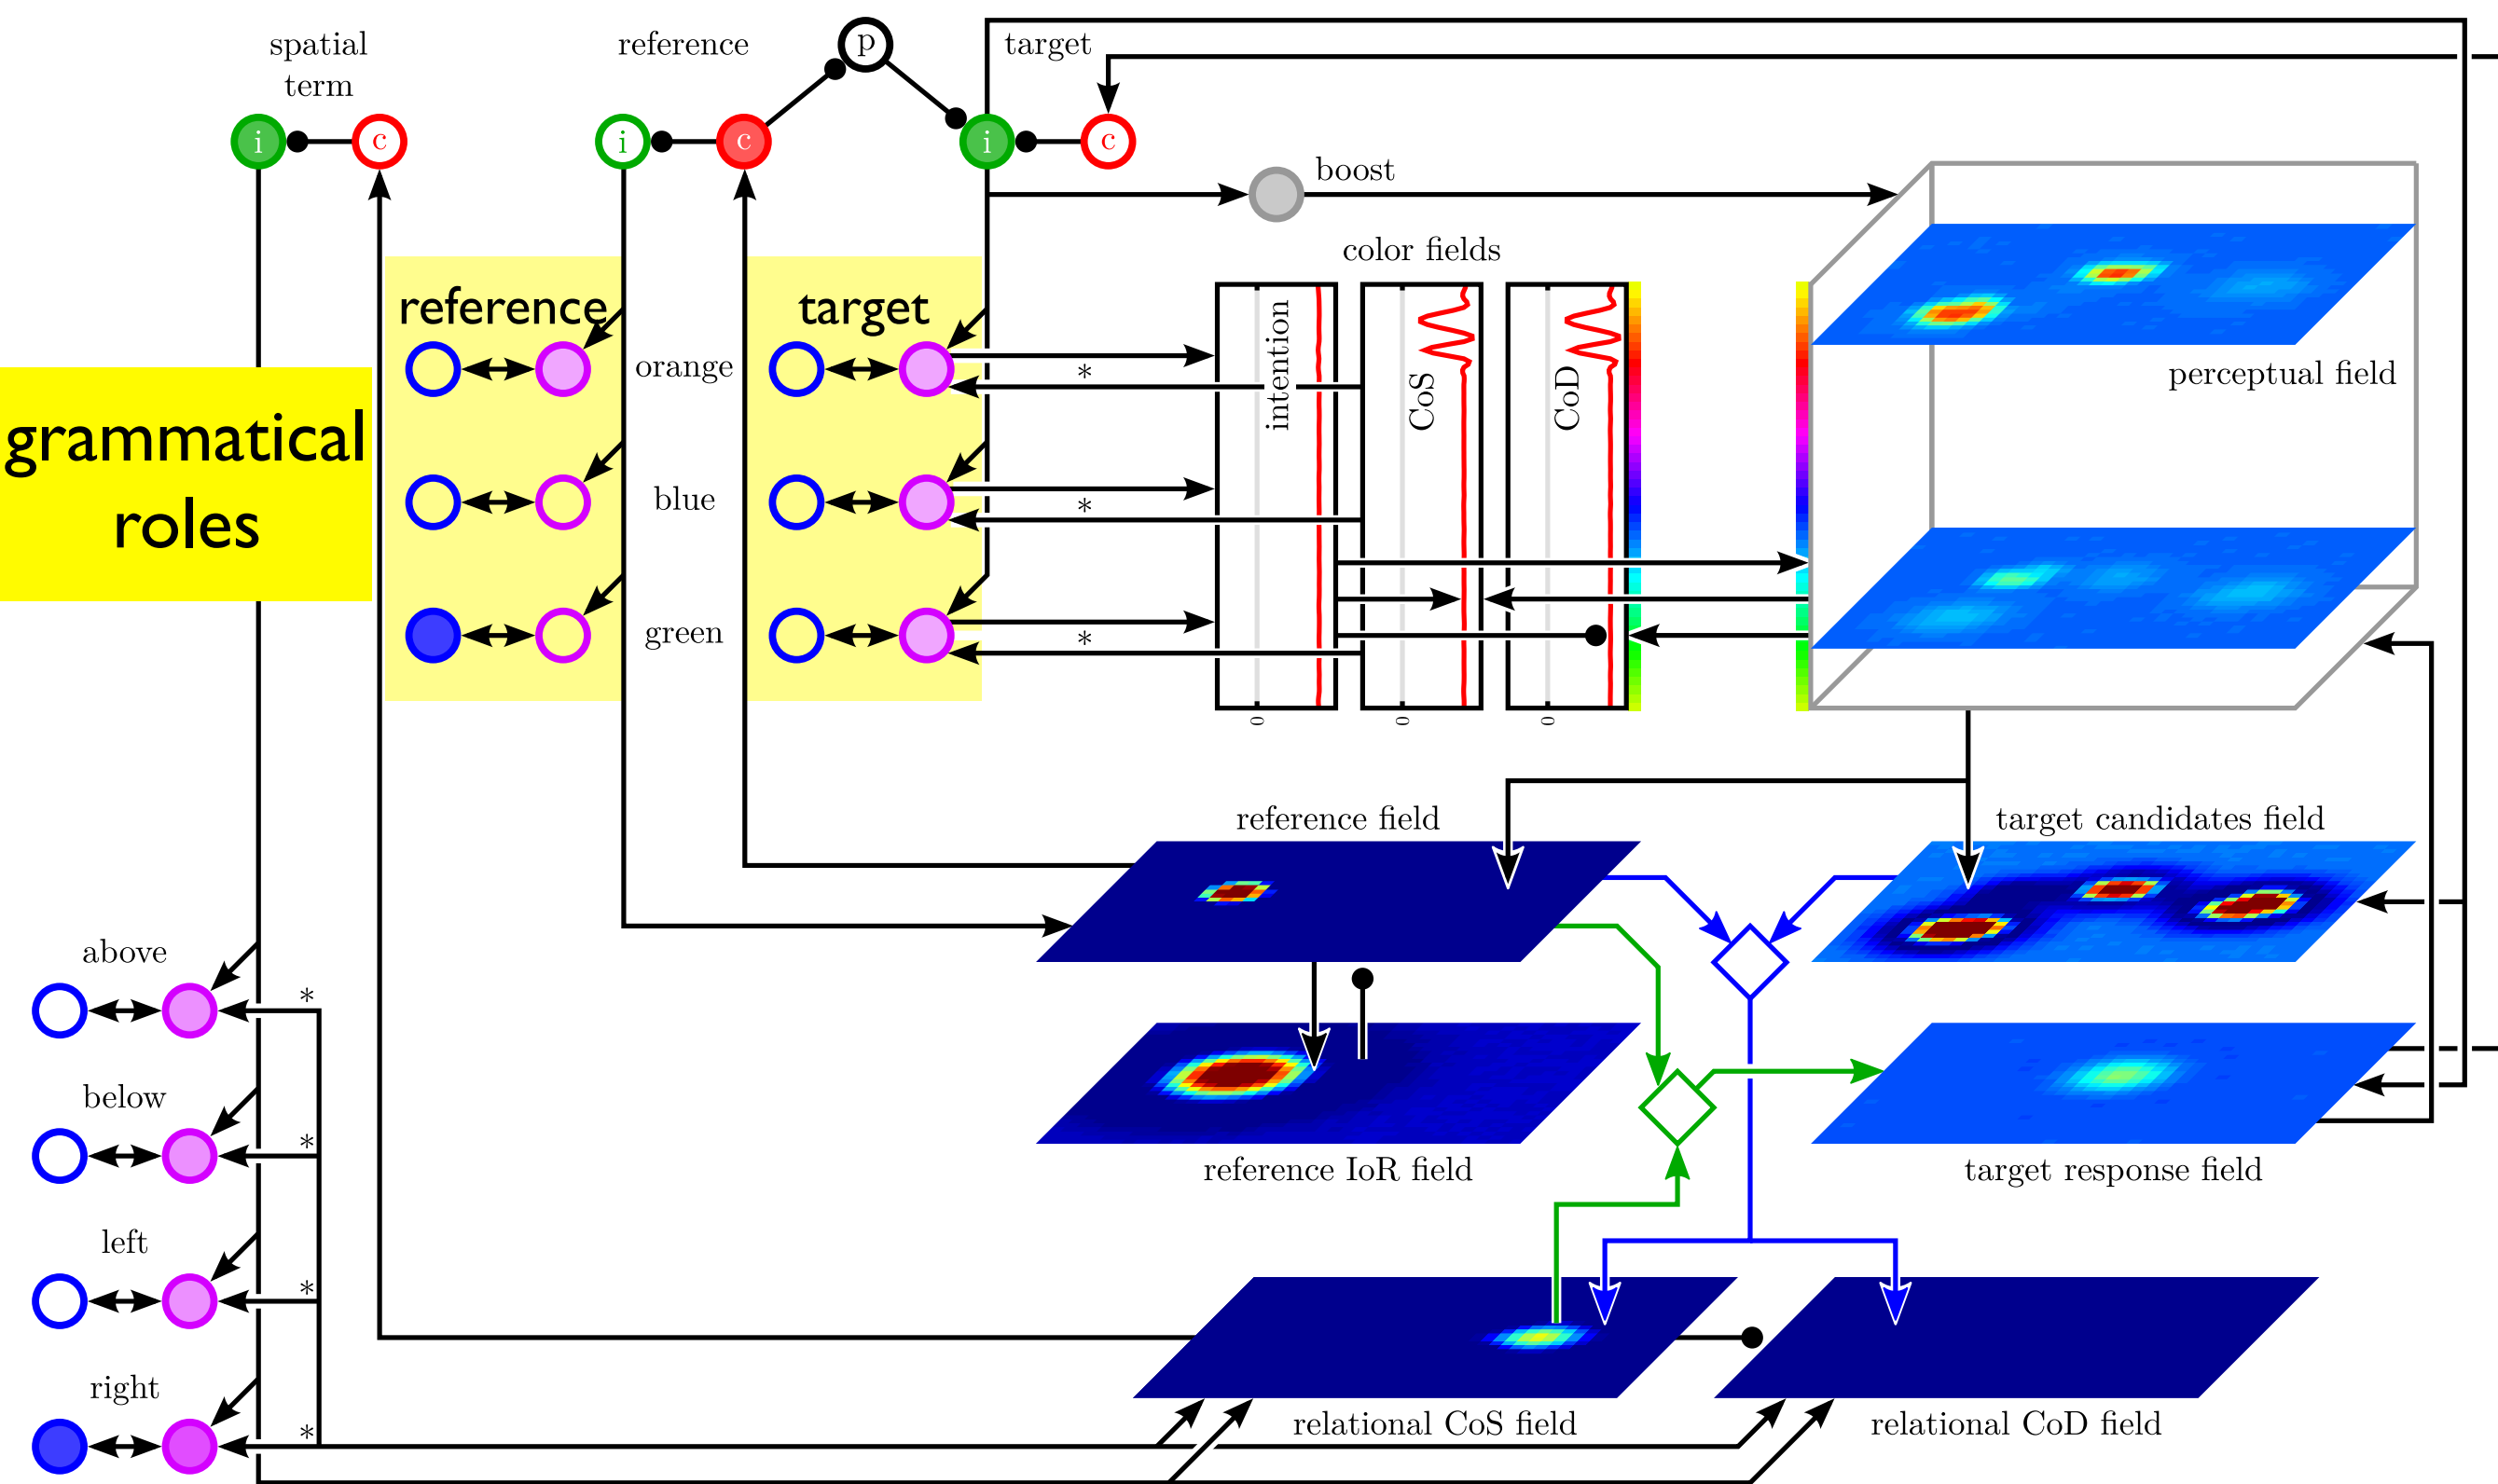 spatial
term
reference
p
target
i
c
i
c
i
c
boost
color fields
reference
target
orange
intention
CoS
CoD
perceptual field
*
grammatical
roles
blue
*
green
*
0
0
0
reference field
target candidates field
above
*
below
*
reference IoR field
target response field
left
*
right
*
relational CoS field
relational CoD field